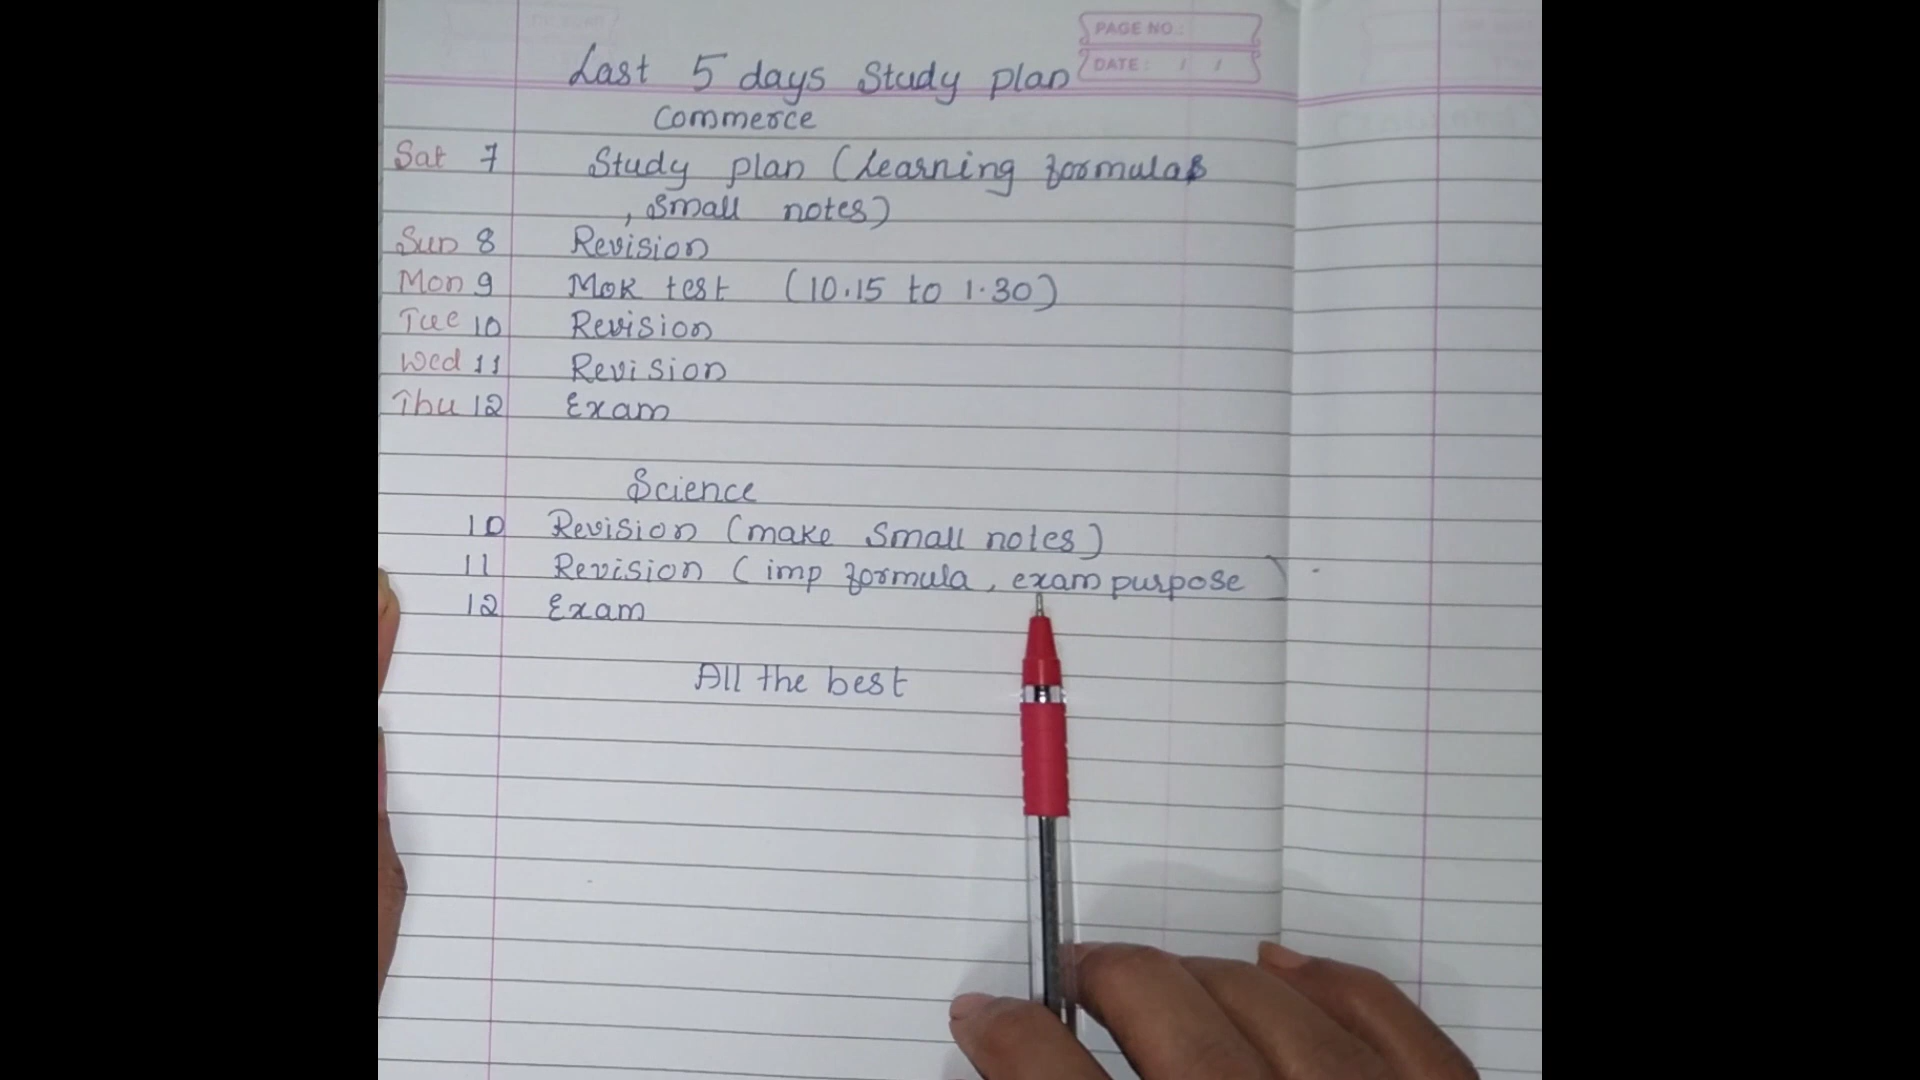 PAGE NO.:
DATE: / /
Last 5 days Study plan
Commerce
Sat 7 Study plan (Learning formulas
, Small notes)
Sun 8 Revision
Mon 9 Mok test (10.15 to 1.30)
Tue 10 Revision
Wed 11 Revision
Thu 12 Exam
Science
10 Revision (make Small notes)
11 Revision (imp formula, exam purpose)
12 Exam
All the best